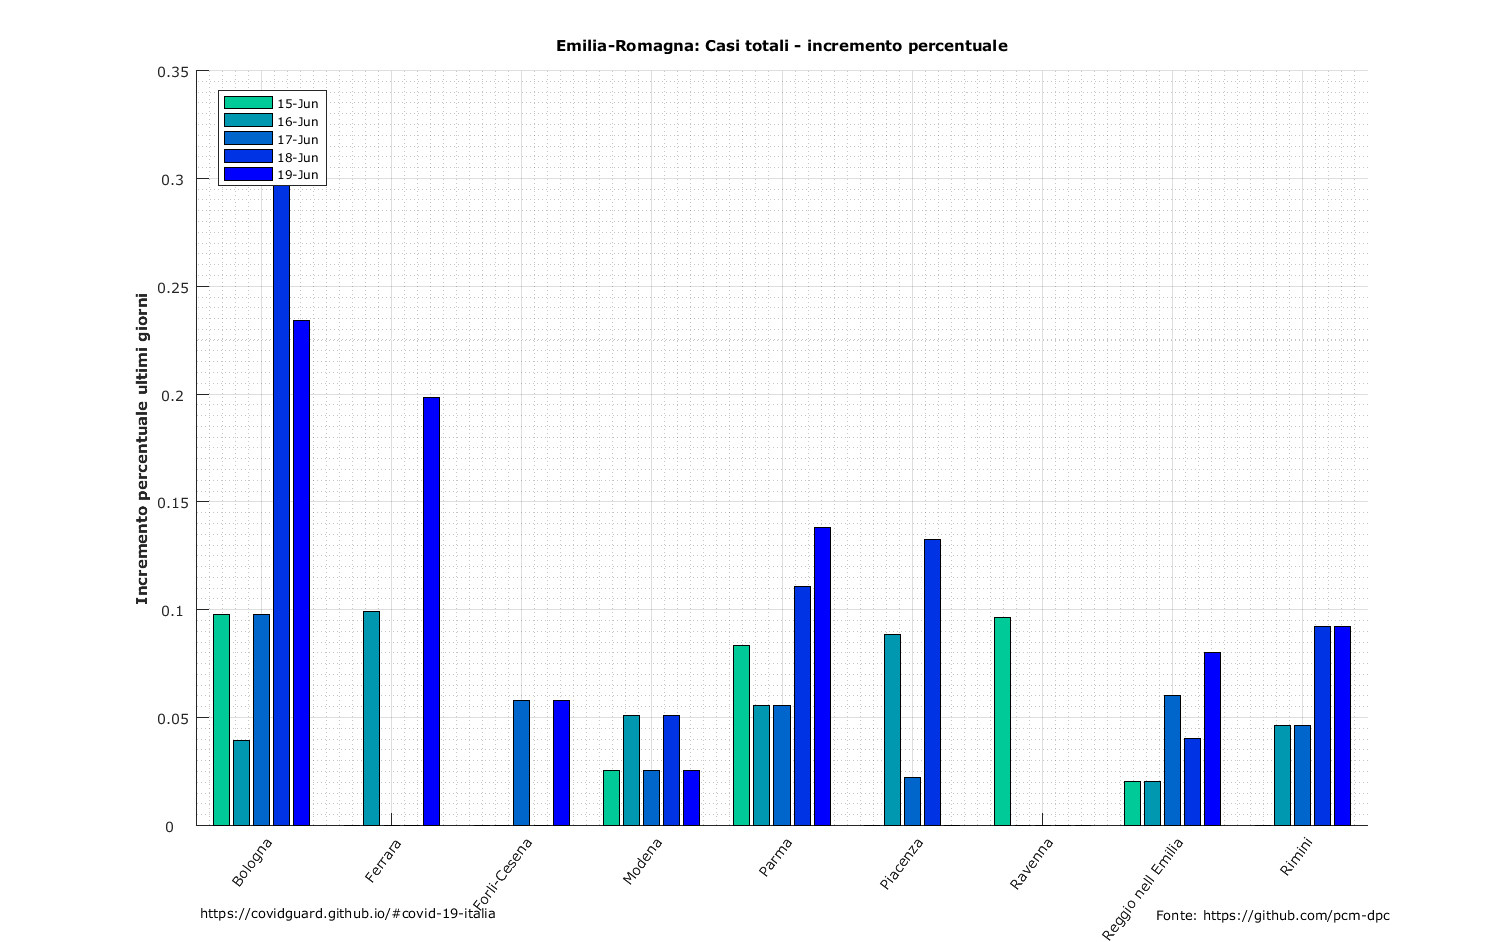 Emilia-Romagna: Casi totali - incremento percentuale
0.35
0.3
0.25
0.2
0.15
0.1
0.05
0
Incremento percentuale ultimi giorni
15-Jun
16-Jun
17-Jun
18-Jun
19-Jun
Bologna
Ferrara
Forlì-Cesena
Modena
Parma
Piacenza
Ravenna
Reggio nell Emilia
Rimini
https://covidguard.github.io/#covid-19-italia
Fonte: https://github.com/pcm-dpc